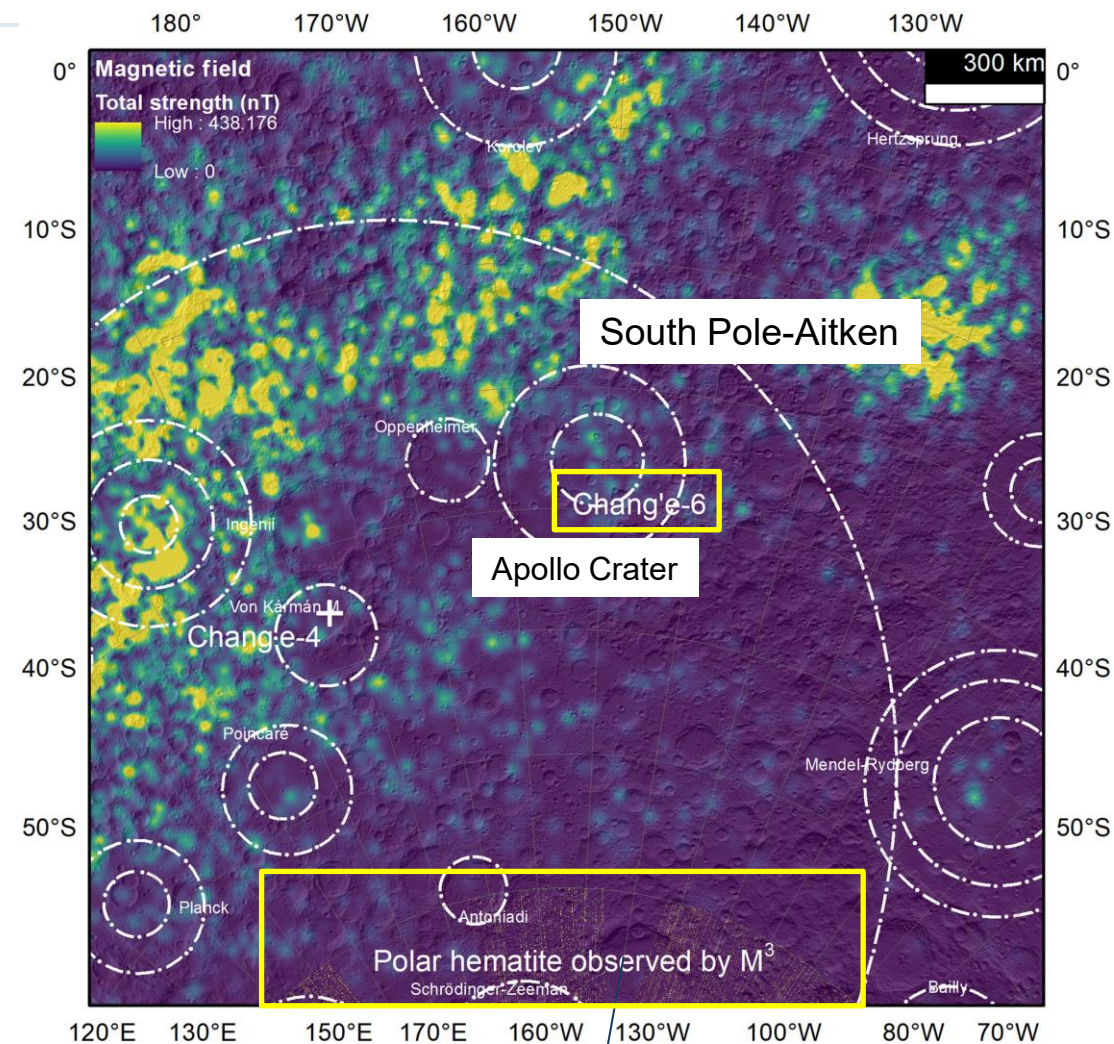 180° 170°W 160°W 150°W 140°W 130°W
0° Magnetic field 300 km 0°
Total strength (nT)
High : 438.176
Low : 0
Korolev
Hertzsprung
10°S 10°S
South Pole-Aitken
20°S 20°S
Oppenheimer
Chang'e-6
30°S Ingenii 30°S
Apollo Crater
Von Kármán M
Chang'e-4
40°S 40°S
Poincaré
Mendel-Rydberg
50°S 50°S
Planck
Antoniadi
Polar hematite observed by M³
Schrödinger-Zeeman Bailly
120°E 130°E 150°E 170°E 160°W 130°W 100°W 80°W 70°W